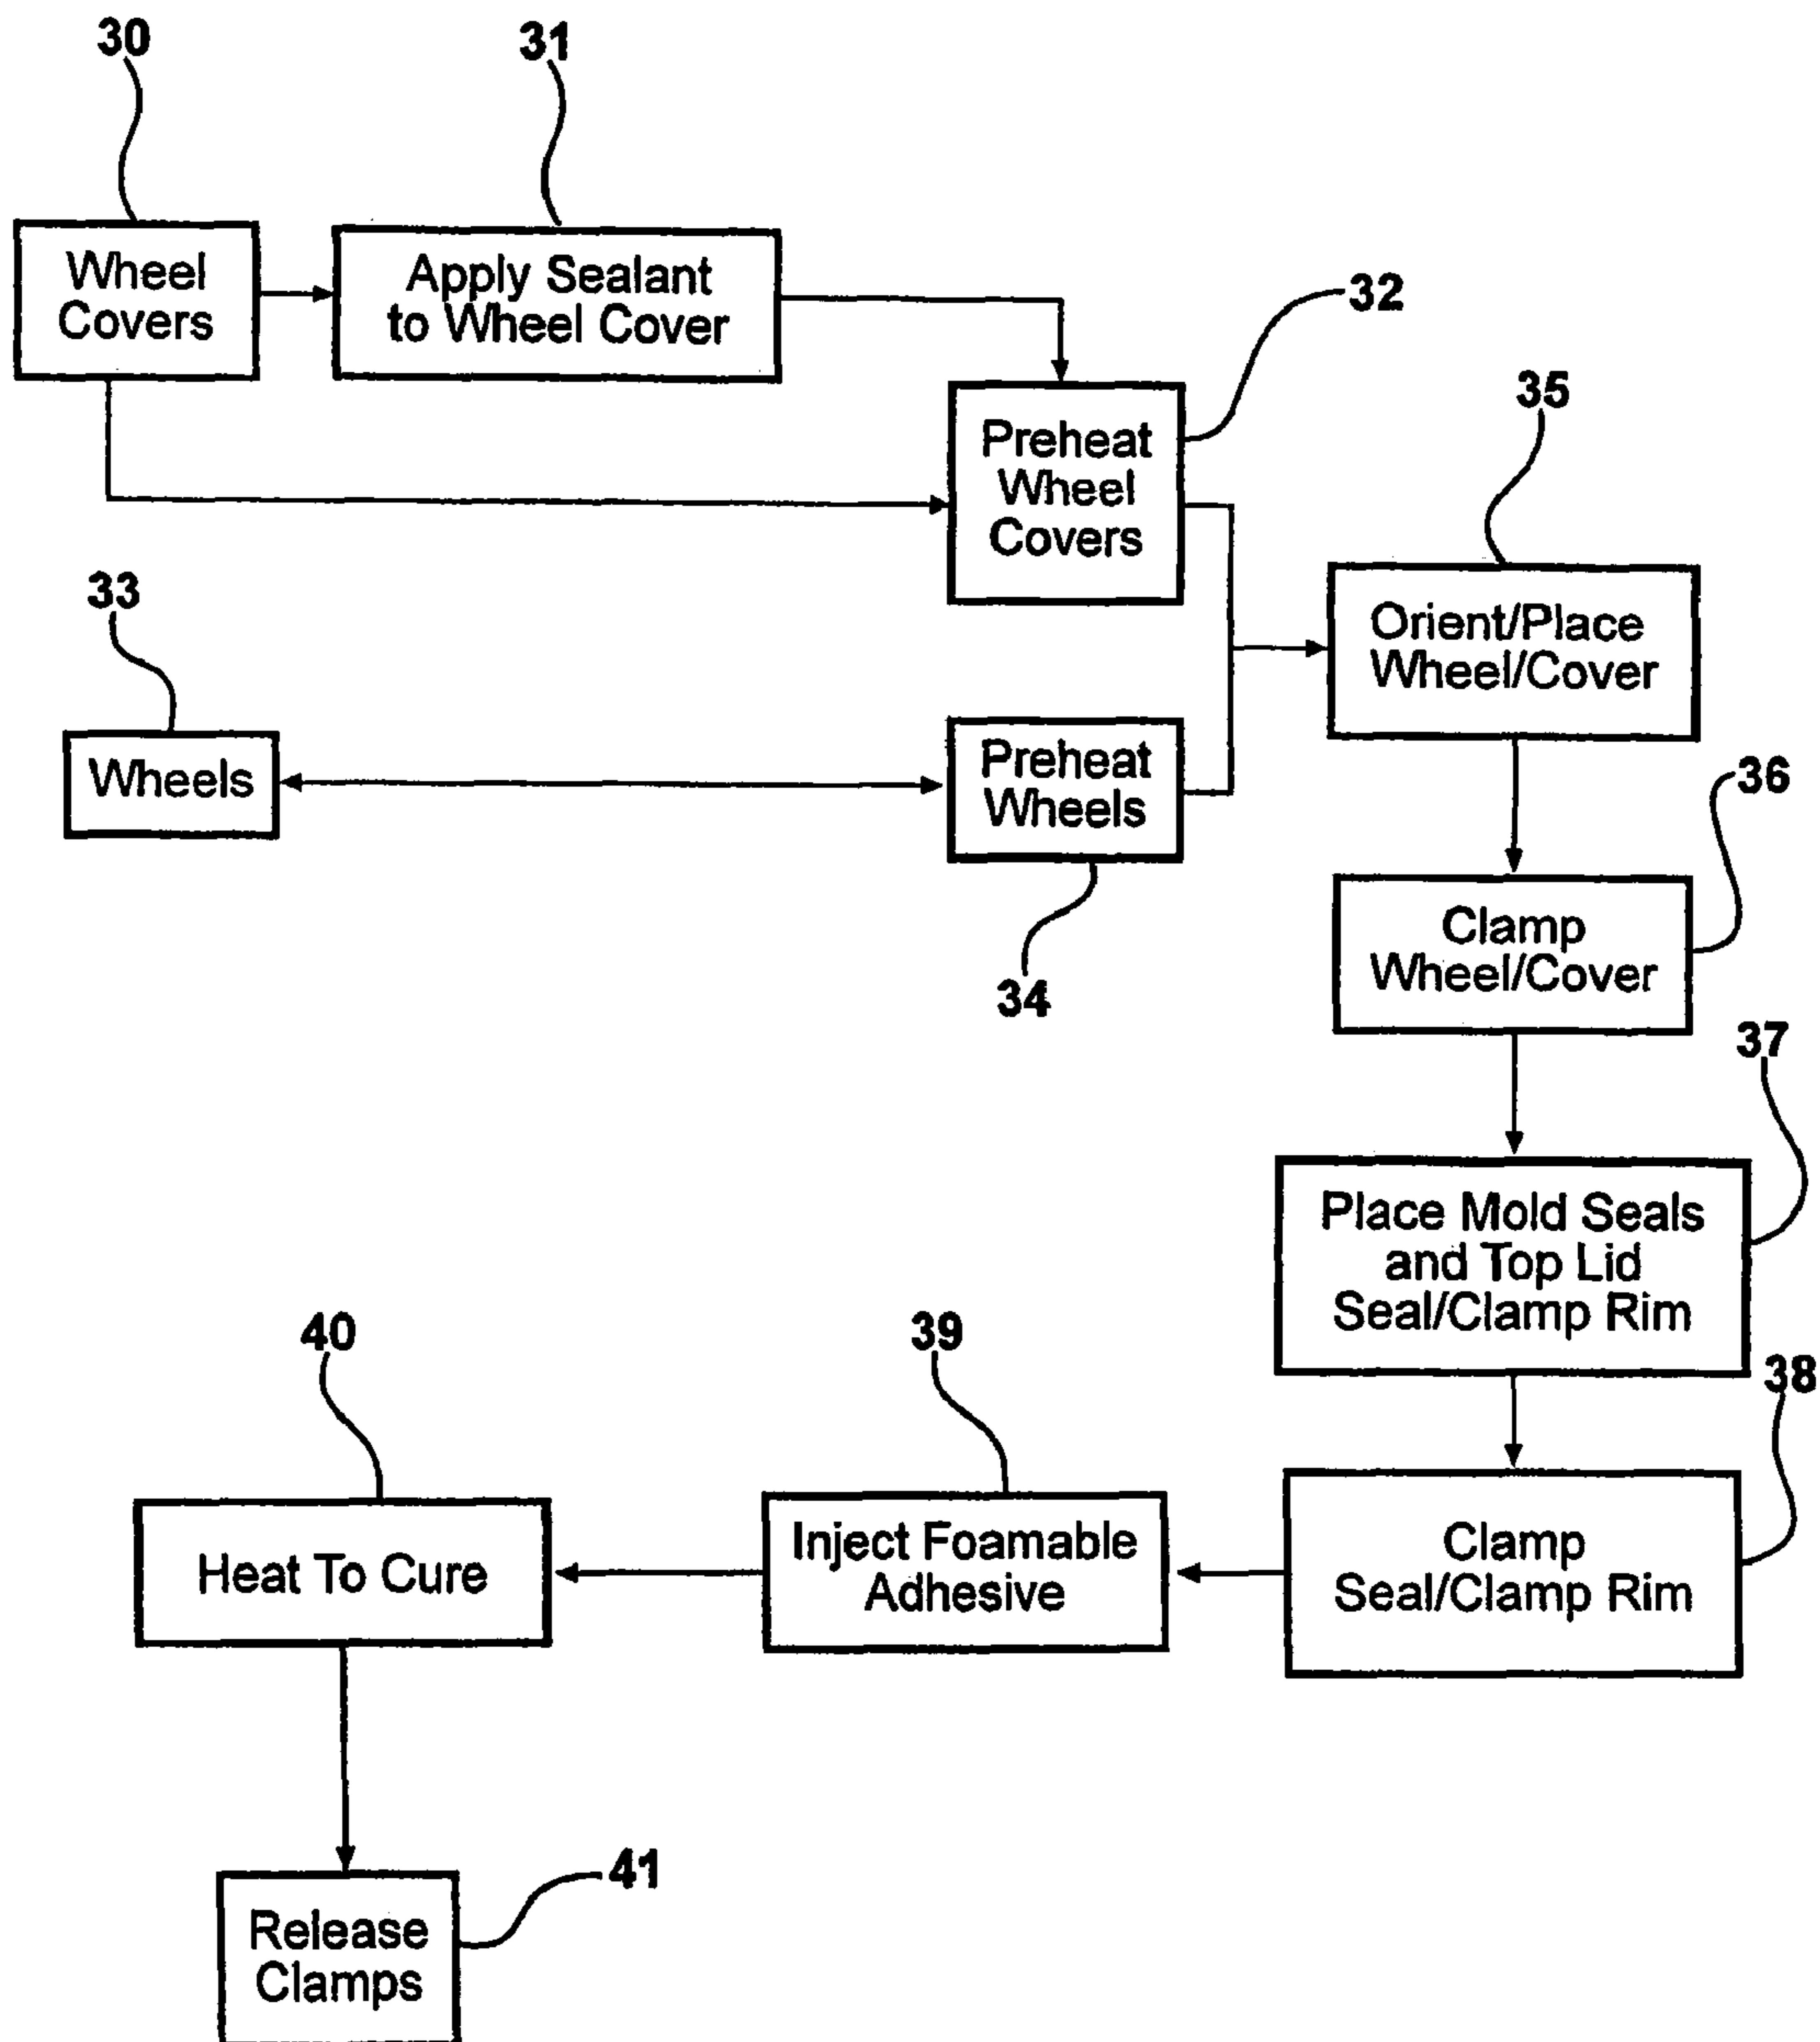 30
31
Wheel
Covers
Apply Sealant
to Wheel Cover
32
Preheat
Wheel
Covers
33
Wheels
Preheat
Wheels
34
35
Orient/Place
Wheel/Cover
36
Clamp
Wheel/Cover
37
Place Mold Seals
and Top Lid
Seal/Clamp Rim
38
Clamp
Seal/Clamp Rim
39
Inject Foamable
Adhesive
40
Heat To Cure
41
Release
Clamps